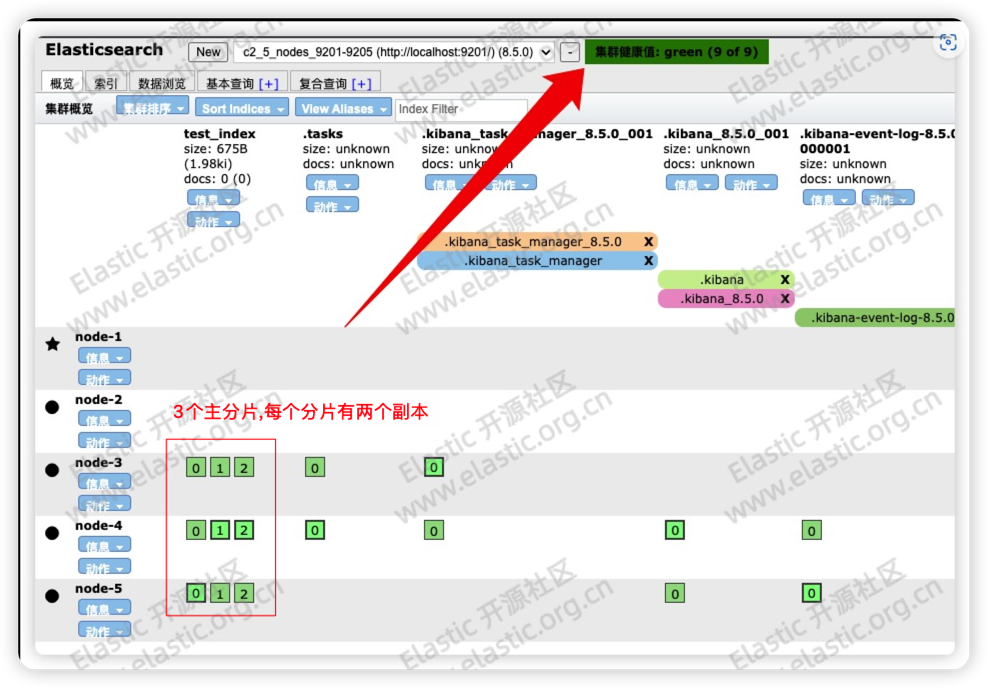 Elasticsearch New c2_5_nodes_9201-9205 (http://localhost:9201/) (8.5.0) - 集群健康值: green (9 of 9)
概览 索引 数据浏览 基本查询 [+] 复合查询 [+]
集群概览 集群排序 Sort Indices View Aliases Index Filter
test_index .tasks .kibana_task_manager_8.5.0_001 .kibana_8.5.0_001 .kibana-event-log-8.5.0
size: 675B size: unknown size: unknown size: unknown 000001
(1.98ki) docs: unknown docs: unknown docs: unknown size: unknown
docs: 0 (0) docs: unknown
信息 信息 信息 动作 信息 动作 信息 动作
动作 动作
.kibana_task_manager_8.5.0 X
.kibana_task_manager X
.kibana X
.kibana_8.5.0 X
.kibana-event-log-8.5.0
node-1
信息
动作
node-2
信息
动作
3个主分片,每个分片有两个副本
node-3
0 1 2 0 0
信息
动作
node-4
0 1 2 0 0 0 0
信息
动作
node-5
0 1 2 0 0
信息
动作
Elastic 开源社区
www.elastic.org.cn